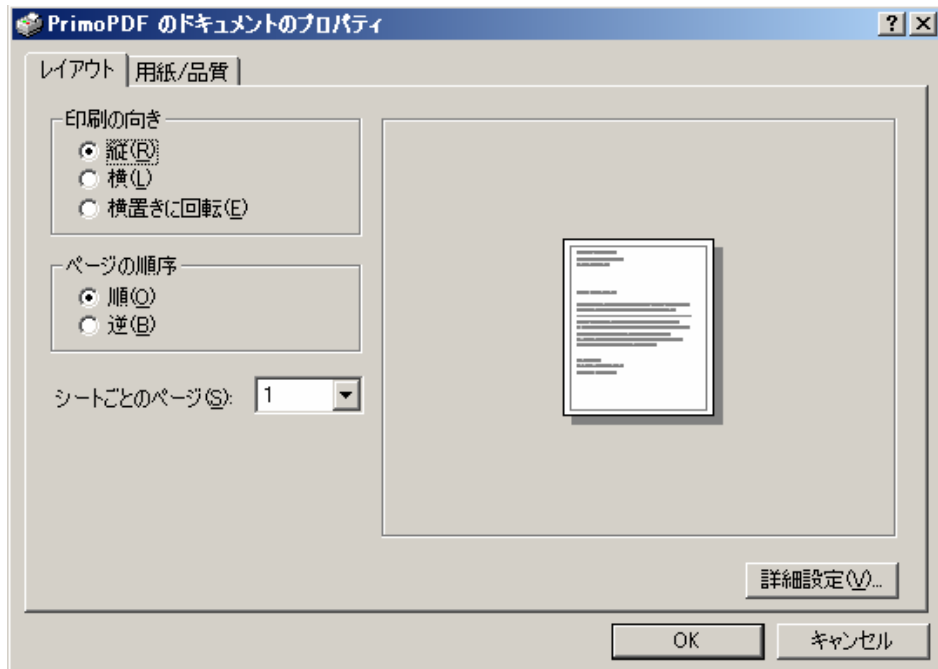 PrimoPDF のドキュメントのプロパティ
レイアウト 用紙/品質
印刷の向き
縦(R)
横(L)
横置きに回転(E)
ページの順序
順(O)
逆(B)
シートごとのページ(S): 1
詳細設定(V)...
OK キャンセル